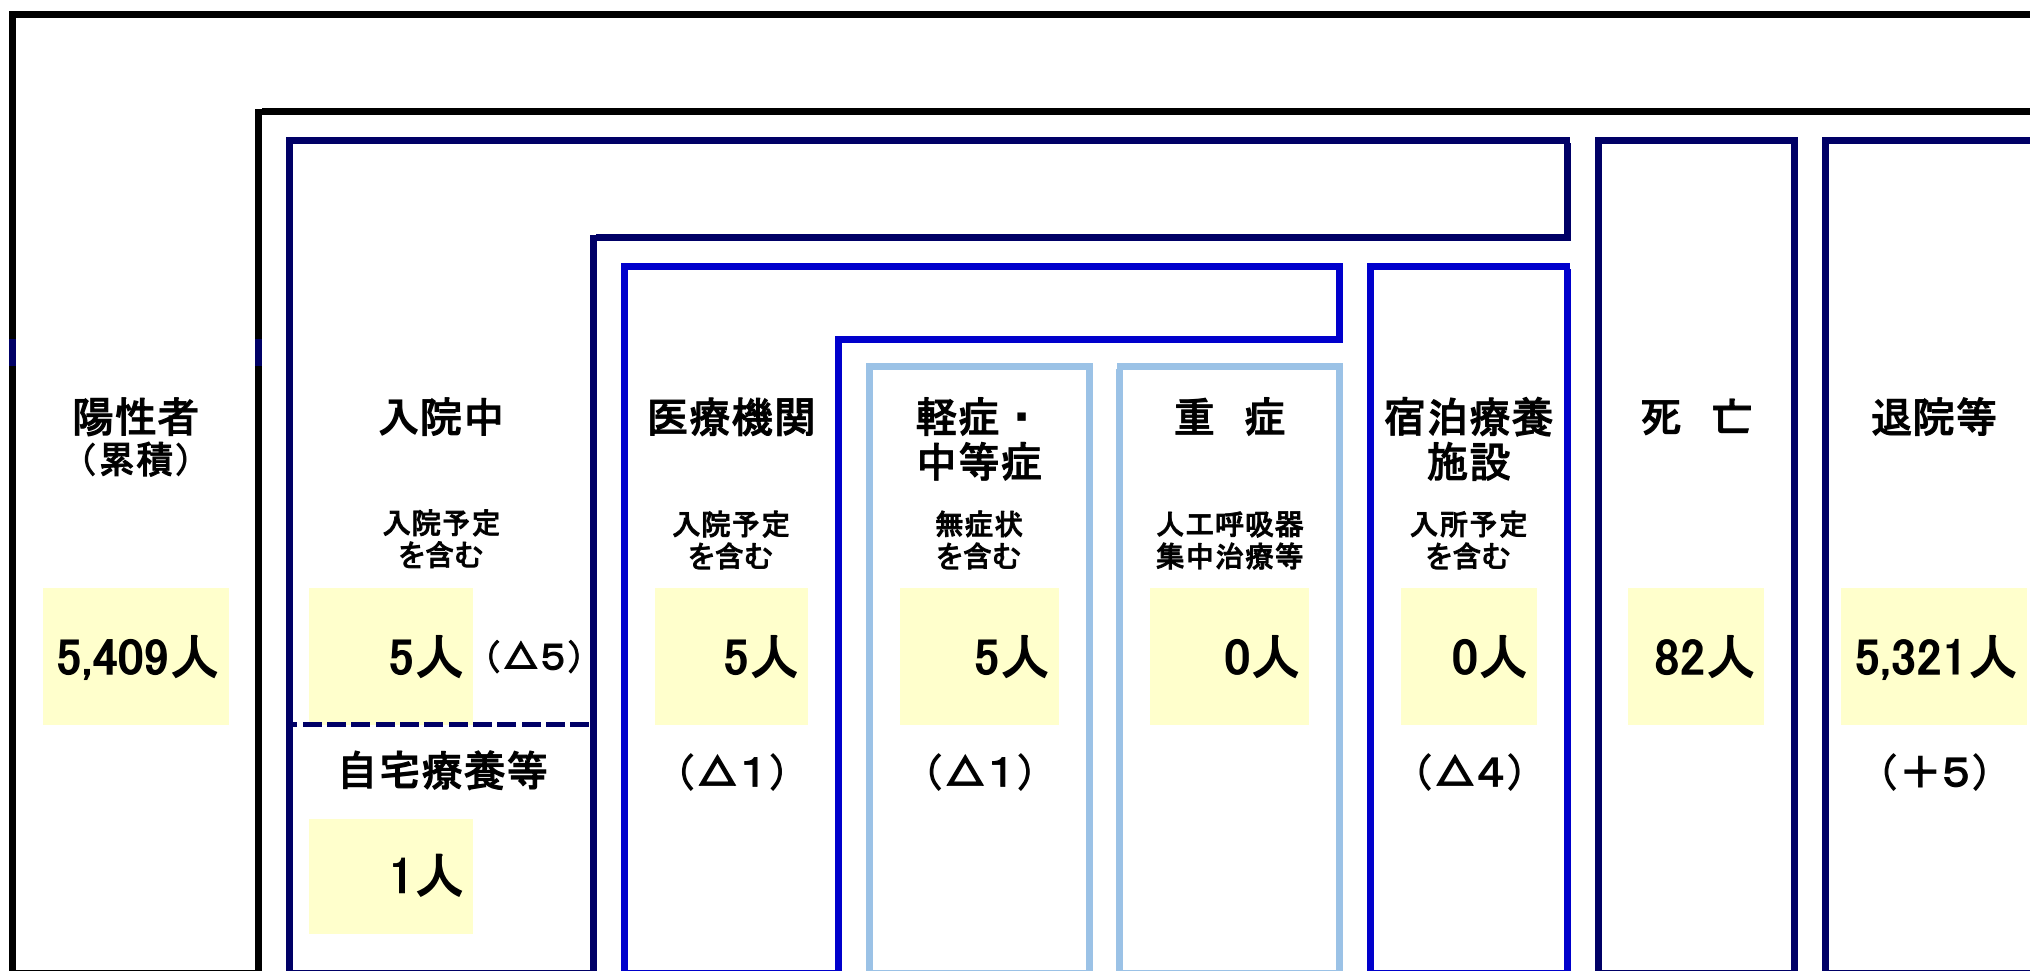 陽性者
（累積）
5,409人
入院中
入院予定
を含む
5人（△5）
自宅療養等
1人
医療機関
入院予定
を含む
5人
（△1）
軽症・
中等症
無症状
を含む
5人
（△1）
重 症
人工呼吸器
集中治療等
0人
宿泊療養
施設
入所予定
を含む
0人
（△4）
死 亡
82人
退院等
5,321人
（＋5）